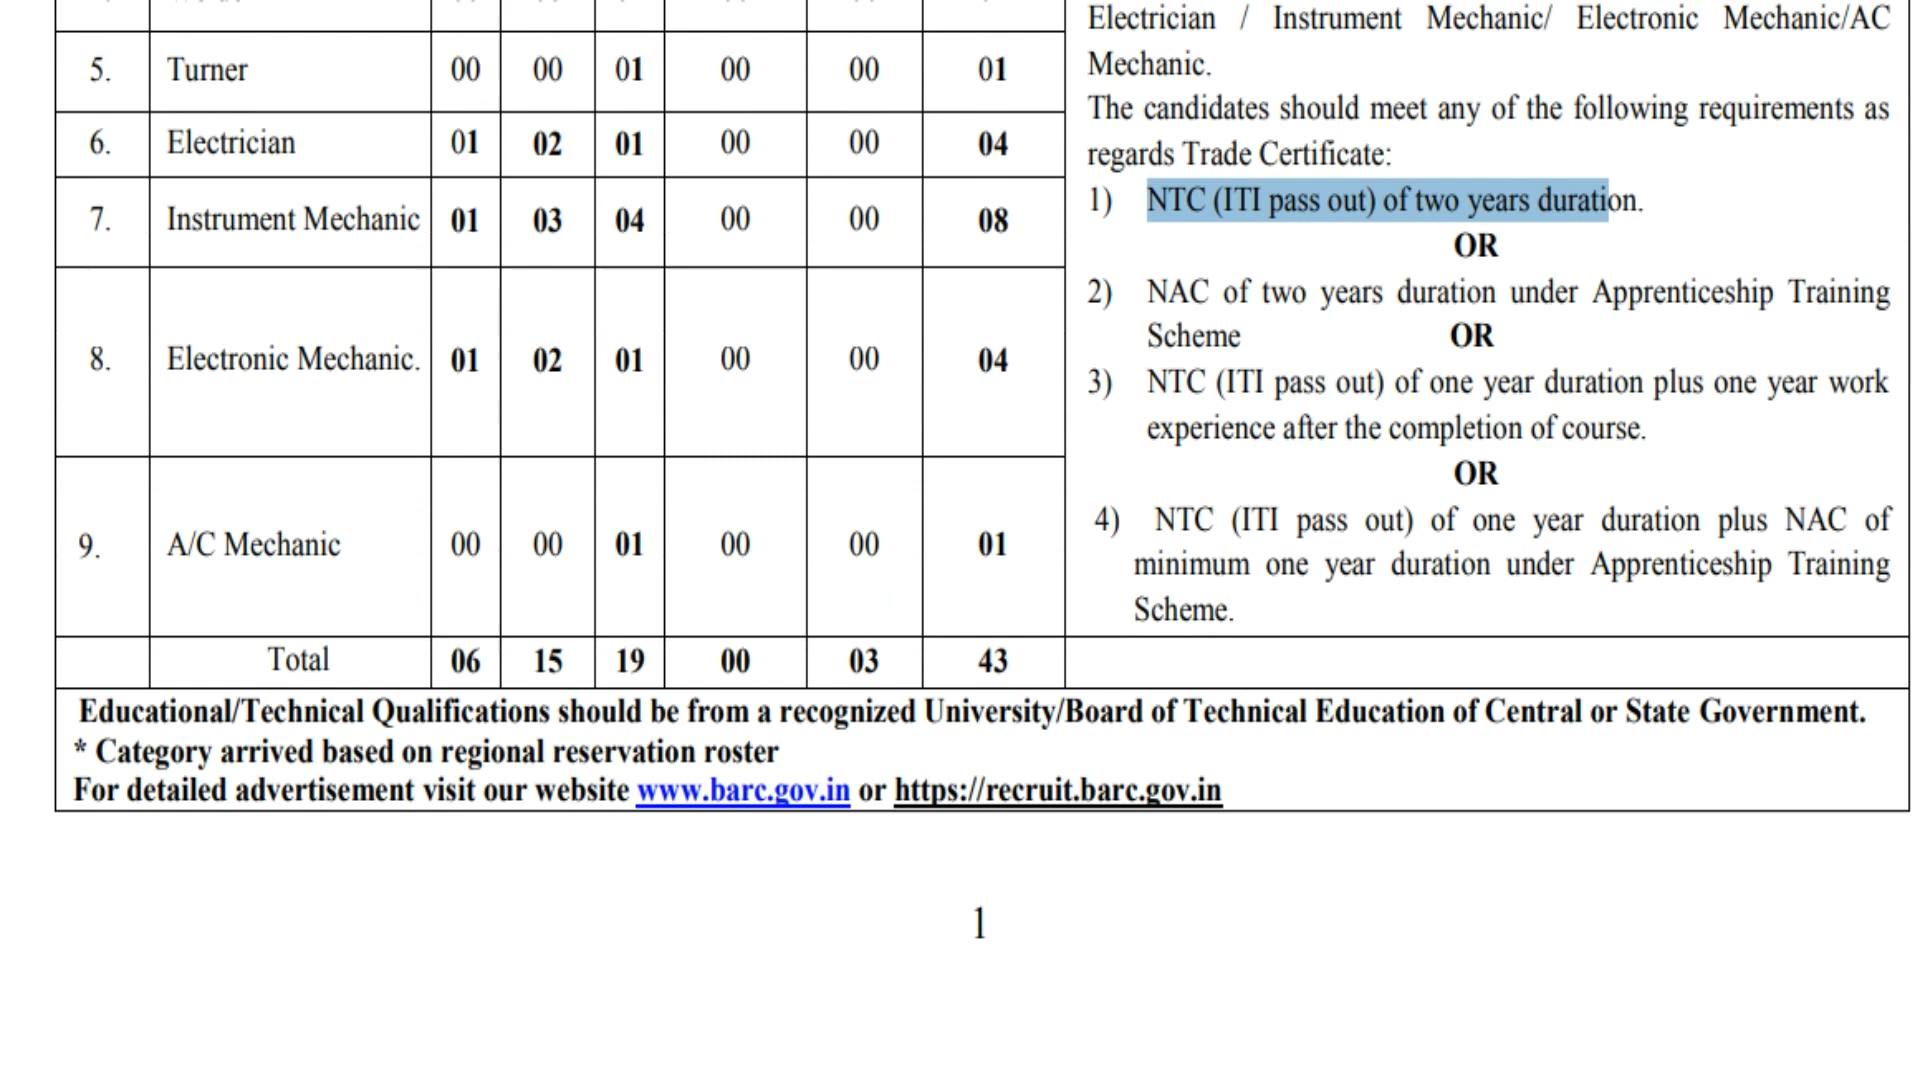 Electrician / Instrument Mechanic/ Electronic Mechanic/AC
Mechanic.
5. Turner 00 00 01 00 00 01
The candidates should meet any of the following requirements as
regards Trade Certificate:
6. Electrician 01 02 01 00 00 04
1) NTC (ITI pass out) of two years duration.
7. Instrument Mechanic 01 03 04 00 00 08
OR
2) NAC of two years duration under Apprenticeship Training
Scheme OR
8. Electronic Mechanic. 01 02 01 00 00 04
3) NTC (ITI pass out) of one year duration plus one year work
experience after the completion of course.
OR
4) NTC (ITI pass out) of one year duration plus NAC of
minimum one year duration under Apprenticeship Training
Scheme.
9. A/C Mechanic 00 00 01 00 00 01
Total 06 15 19 00 03 43
Educational/Technical Qualifications should be from a recognized University/Board of Technical Education of Central or State Government.
* Category arrived based on regional reservation roster
For detailed advertisement visit our website www.barc.gov.in or https://recruit.barc.gov.in
1